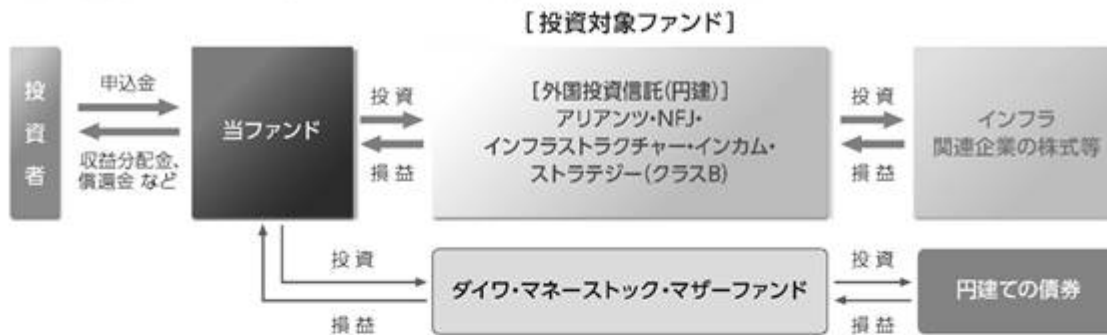 [投資対象ファンド]
投資者
申込金
収益分配金、
償還金 など
当ファンド
投資
損益
[外国投資信託(円建)]
アリアンツ・NFJ・
インフラストラクチャー・インカム・
ストラテジー(クラスB)
投資
損益
インフラ
関連企業の株式等
投資
損益
ダイワ・マネーストック・マザーファンド
投資
損益
円建ての債券